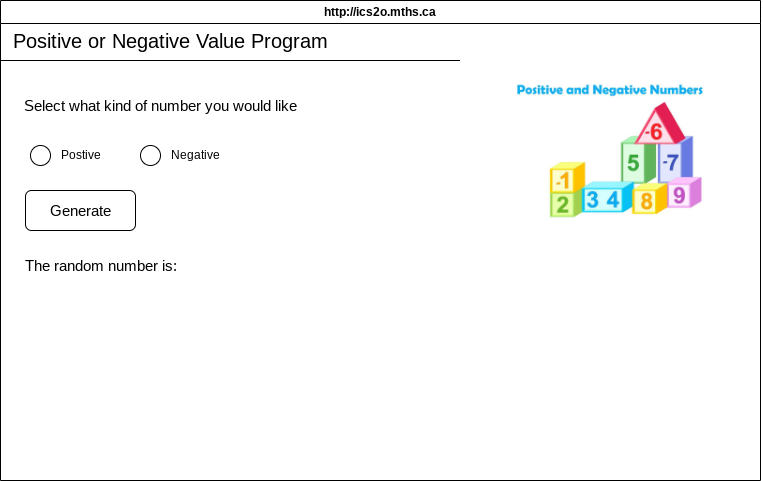 http://ics2o.mths.ca
Positive or Negative Value Program
Positive and Negative Numbers
Select what kind of number you would like
Postive
Negative
Generate
The random number is:
-6
5
-7
-1
2
3 4
8
9